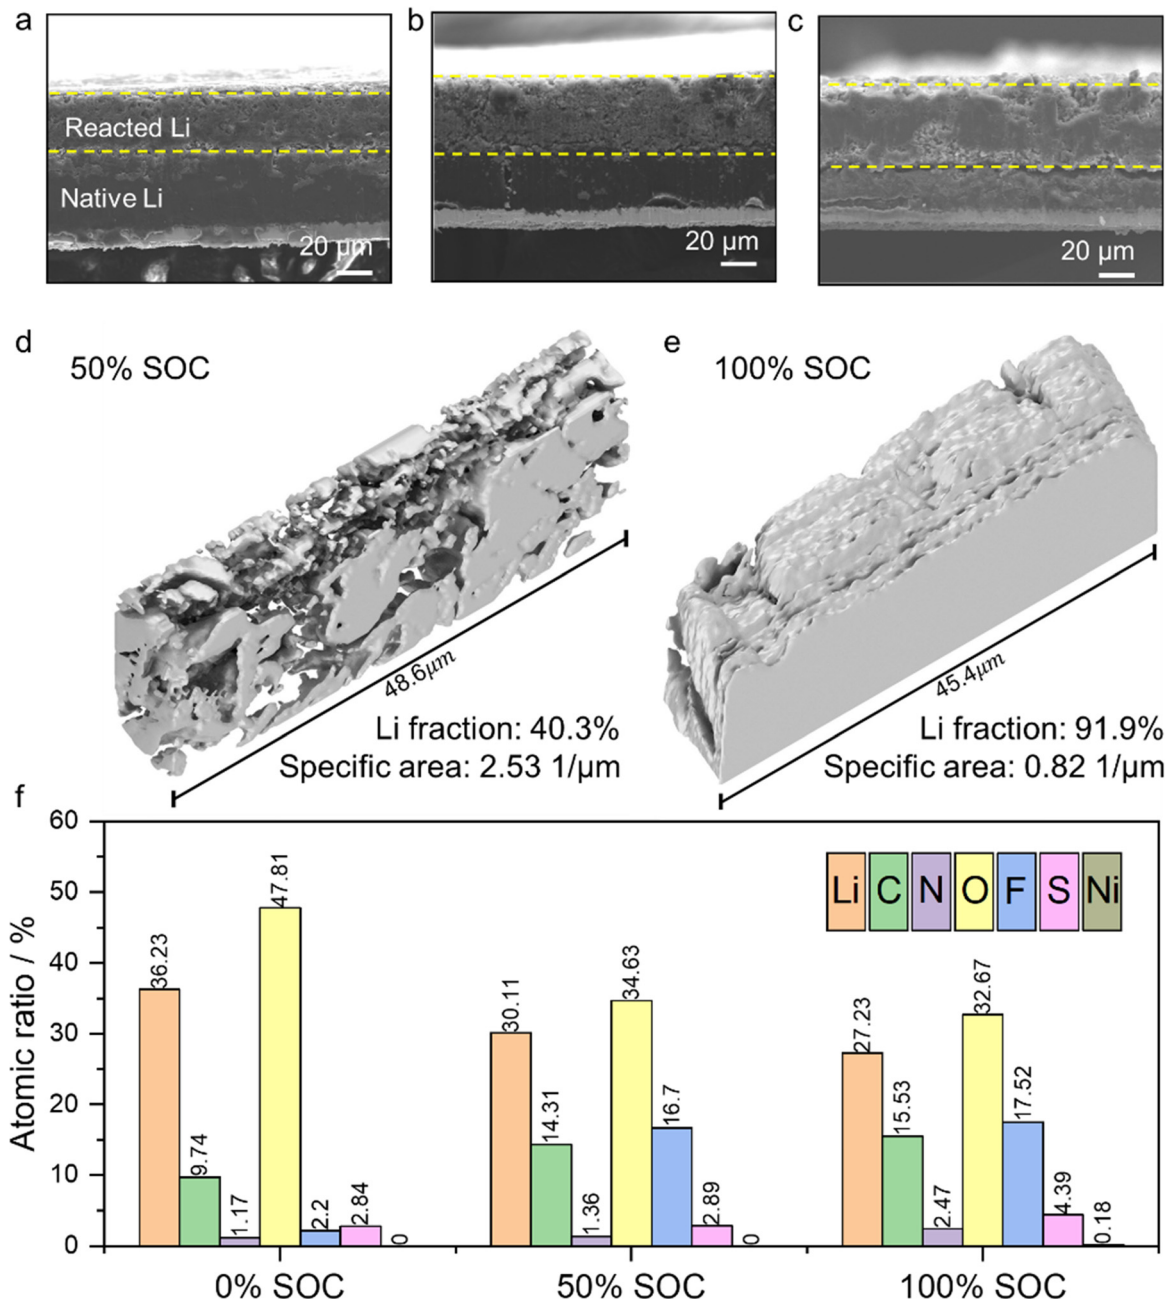 a
b
c
Reacted Li
Native Li
20 μm
20 μm
20 μm
d
50% SOC
48.6μm
Li fraction: 40.3%
Specific area: 2.53 1/μm
e
100% SOC
45.4μm
Li fraction: 91.9%
Specific area: 0.82 1/μm
f
Atomic ratio / %
60
50
40
30
20
10
0
Li C N O F S Ni
36.23
9.74
1.17
47.81
2.2
2.84
0
30.11
14.31
1.36
34.63
16.7
2.89
0
27.23
15.53
2.47
32.67
17.52
4.39
0.18
0% SOC
50% SOC
100% SOC